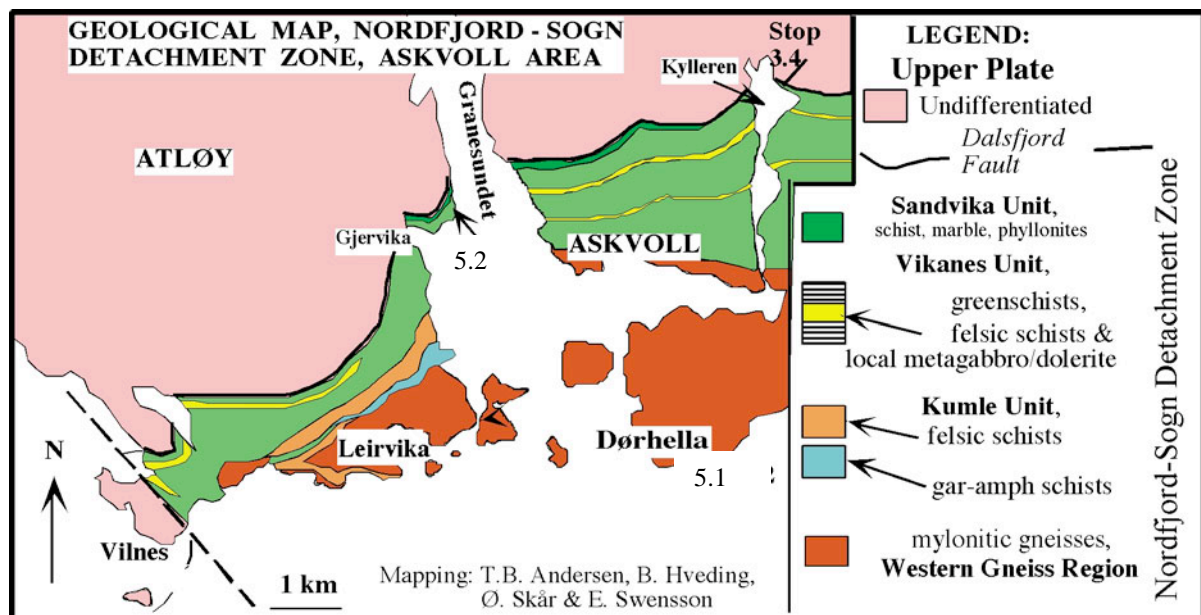 GEOLOGICAL MAP, NORDFJORD - SOGN
DETACHMENT ZONE, ASKVOLL AREA
Stop
3.4
Kylleren
Granesundet
ATLØY
Gjervika
5.2
ASKVOLL
Leirvika
Dørhella
5.1
N
Vilnes
1 km
Mapping: T.B. Andersen, B. Hveding,
Ø. Skår & E. Swensson
LEGEND:
Upper Plate
Undifferentiated
Dalsfjord
Fault
Sandvika Unit,
schist, marble, phyllonites
Vikanes Unit,
greenschists,
felsic schists &
local metagabbro/dolerite
Kumle Unit,
felsic schists
gar-amph schists
mylonitic gneisses,
Western Gneiss Region
Nordfjord-Sogn Detachment Zone